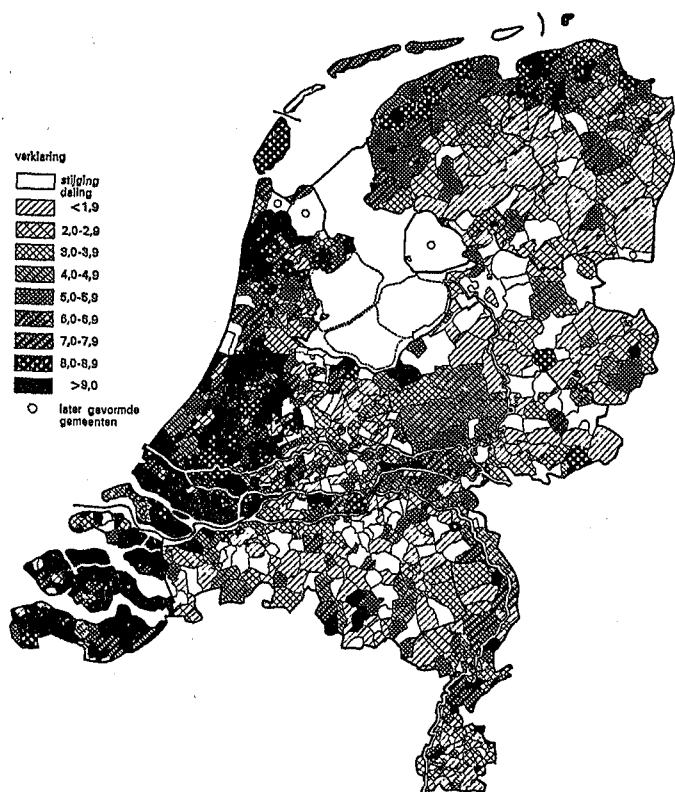 verklaring
stijging
daling
<1,9
2,0-2,9
3,0-3,9
4,0-4,9
5,0-5,9
6,0-6,9
7,0-7,9
8,0-8,9
>9,0
later gevormde
gemeenten